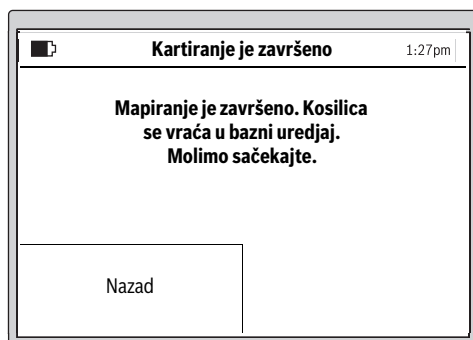 Kartiranje je završeno 1:27pm
Mapiranje je završeno. Kosilica
se vraća u bazni uredjaj.
Molimo sačekajte.
Nazad